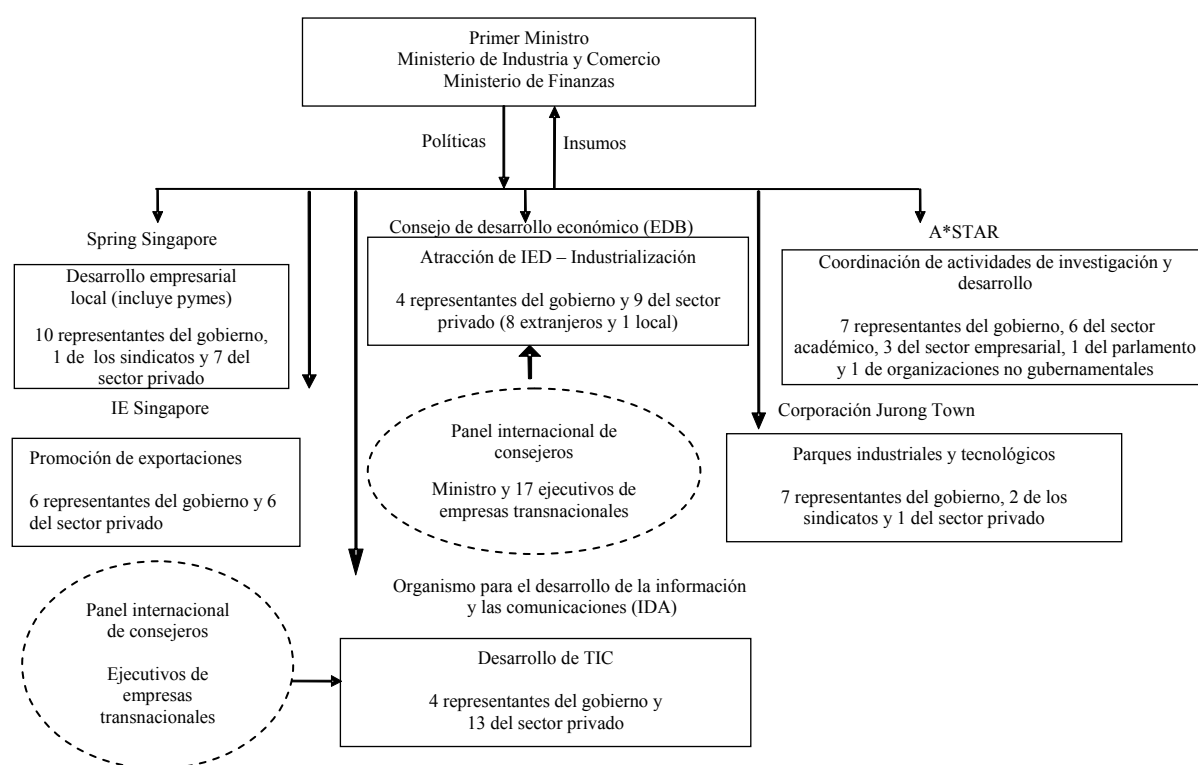 Primer Ministro
Ministerio de Industria y Comercio
Ministerio de Finanzas
Políticas
Insumos
Spring Singapore
Desarrollo empresarial
local (incluye pymes)
10 representantes del gobierno,
1 de los sindicatos y 7 del
sector privado
Consejo de desarrollo económico (EDB)
Atracción de IED – Industrialización
4 representantes del gobierno y 9 del sector
privado (8 extranjeros y 1 local)
A*STAR
Coordinación de actividades de investigación y
desarrollo
7 representantes del gobierno, 6 del sector
académico, 3 del sector empresarial, 1 del parlamento
y 1 de organizaciones no gubernamentales
IE Singapore
Promoción de exportaciones
6 representantes del gobierno y 6
del sector privado
Panel internacional de
consejeros
Ministro y 17 ejecutivos de
empresas transnacionales
Corporación Jurong Town
Parques industriales y tecnológicos
7 representantes del gobierno, 2 de los
sindicatos y 1 del sector privado
Panel internacional
de consejeros
Ejecutivos de
empresas
transnacionales
Organismo para el desarrollo de la información
y las comunicaciones (IDA)
Desarrollo de TIC
4 representantes del gobierno y
13 del sector privado